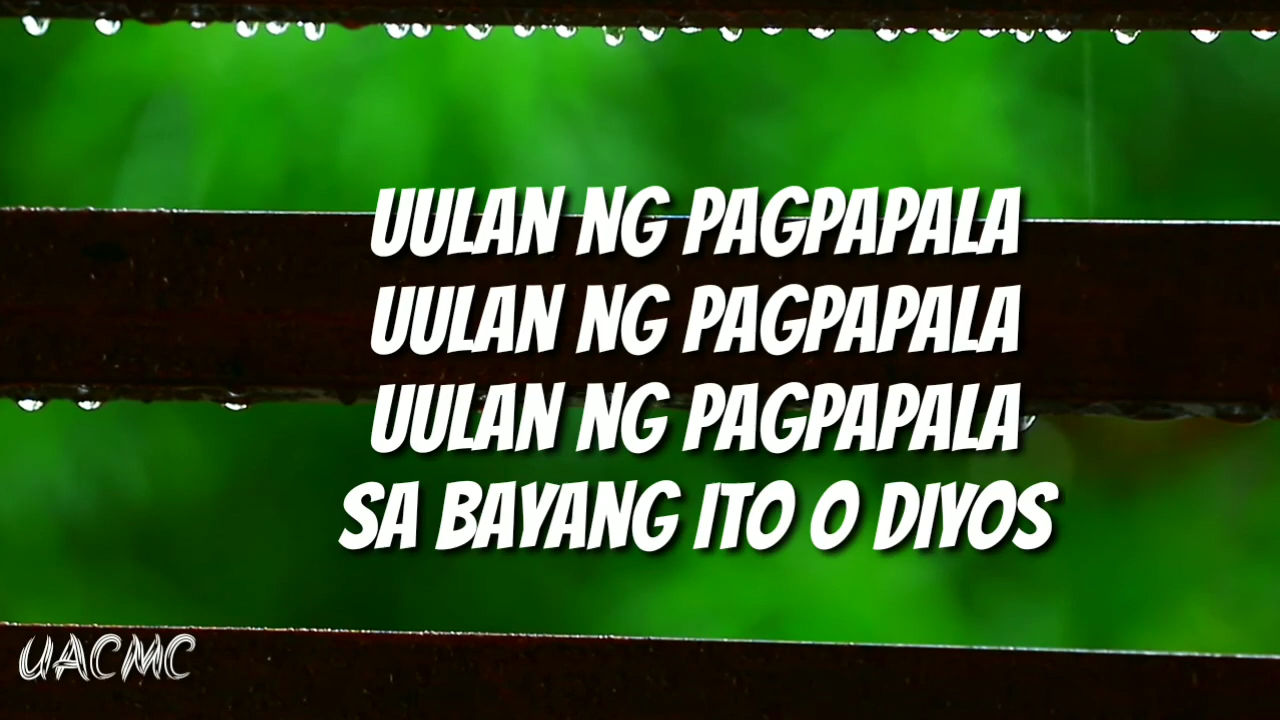 UULAN NG PAGPAPALA
UULAN NG PAGPAPALA
UULAN NG PAGPAPALA
SA BAYANG ITO O DIYOS
UACMC